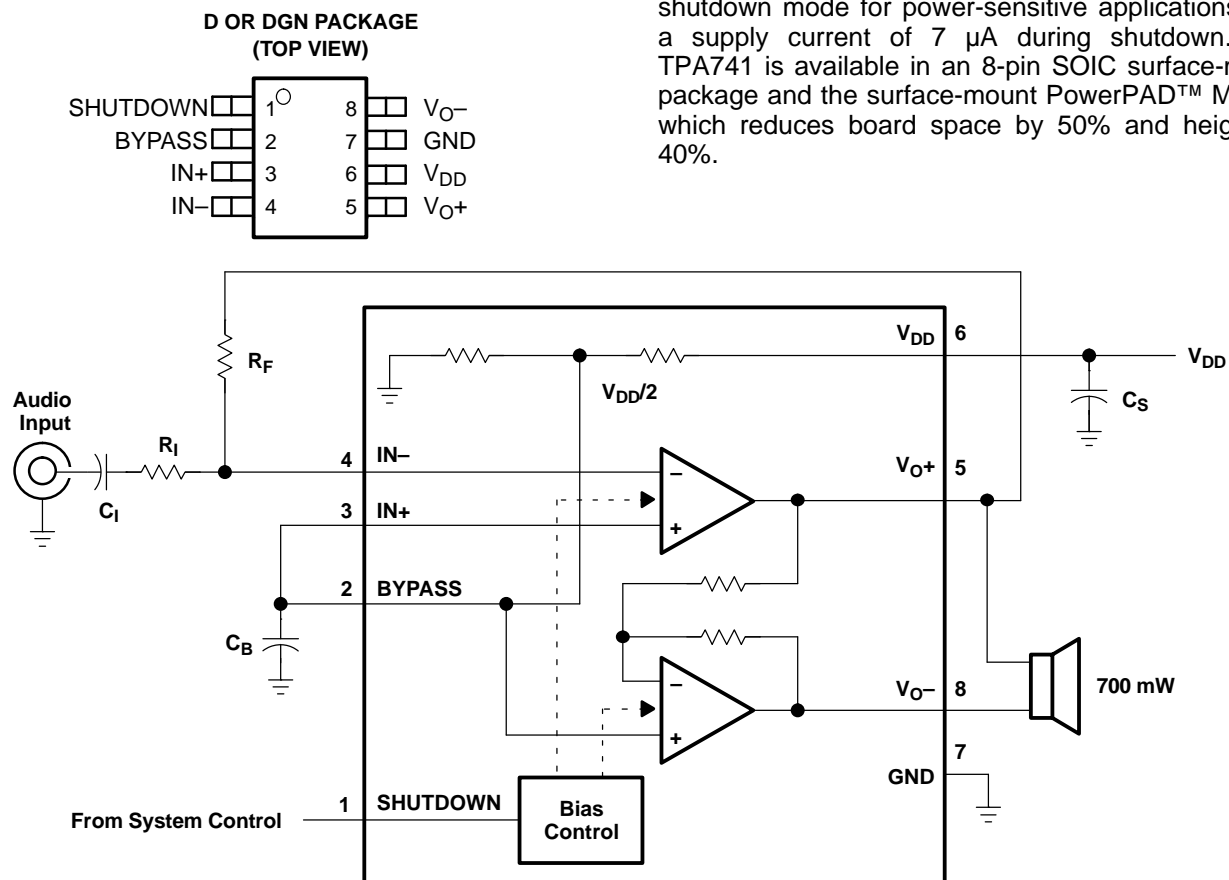 D OR DGN PACKAGE
(TOP VIEW)
SHUTDOWN 1 8 VO−
BYPASS 2 7 GND
IN+ 3 6 VDD
IN− 4 5 VO+
shutdown mode for power-sensitive applications
a supply current of 7 µA during shutdown.
TPA741 is available in an 8-pin SOIC surface-
package and the surface-mount PowerPAD™
which reduces board space by 50% and
40%.
VDD 6
VDD
RF
VDD/2
CS
Audio
Input
RI
CI
4 IN−
VO+ 5
3 IN+
2 BYPASS
CB
VO− 8
700 mW
7
GND
From System Control
1 SHUTDOWN
Bias
Control